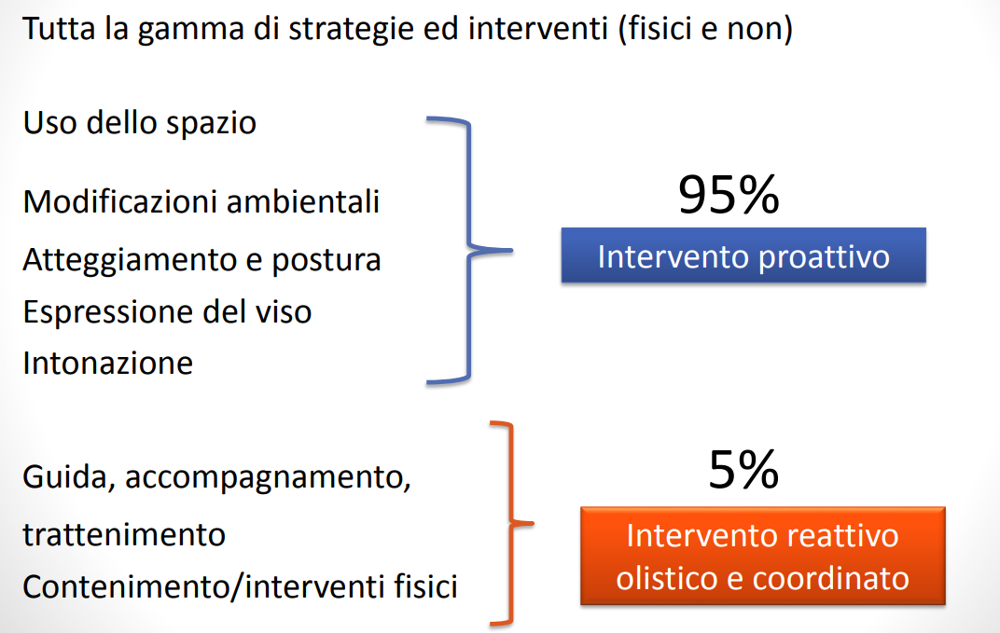 Tutta la gamma di strategie ed interventi (fisici e non)
Uso dello spazio
Modificazioni ambientali
Atteggiamento e postura
Espressione del viso
Intonazione
95%
Intervento proattivo
Guida, accompagnamento,
trattenimento
Contenimento/interventi fisici
5%
Intervento reattivo
olistico e coordinato